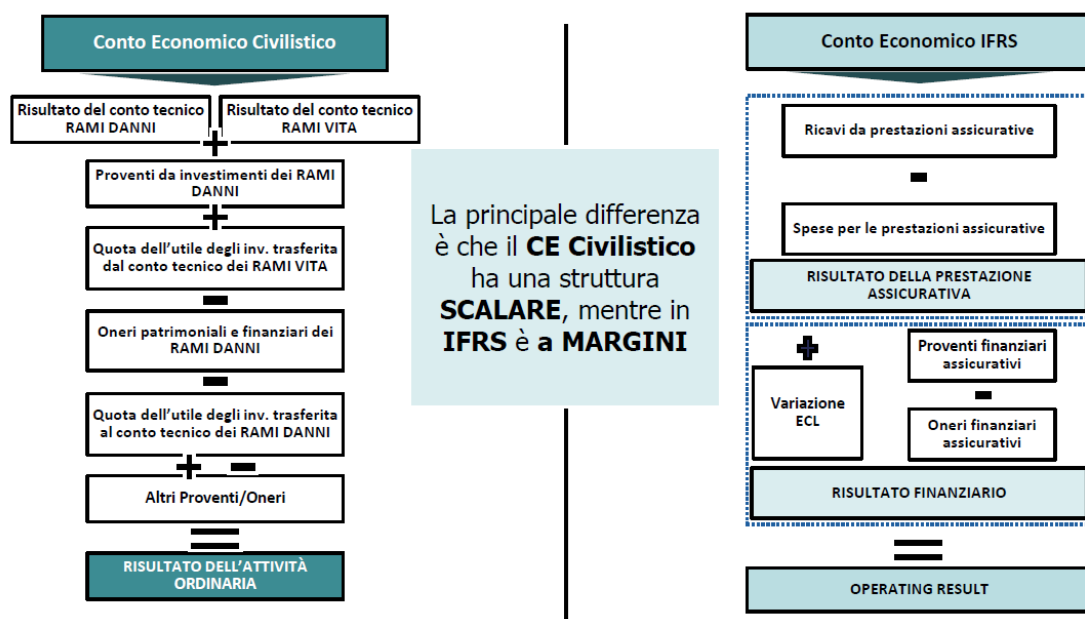 Conto Economico Civilistico
Risultato del conto tecnico
RAMI DANNI
Risultato del conto tecnico
RAMI VITA
+
Proventi da investimenti dei RAMI
DANNI
+
Quota dell'utile degli inv. trasferita
dal conto tecnico dei RAMI VITA
-
Oneri patrimoniali e finanziari dei
RAMI DANNI
-
Quota dell'utile degli inv. trasferita
al conto tecnico dei RAMI DANNI
+ -
Altri Proventi/Oneri
=
RISULTATO DELL'ATTIVITÀ
ORDINARIA
La principale differenza
è che il CE Civilistico
ha una struttura
SCALARE, mentre in
IFRS è a MARGINI
Conto Economico IFRS
Ricavi da prestazioni assicurative
-
Spese per le prestazioni assicurative
RISULTATO DELLA PRESTAZIONE
ASSICURATIVA
+
Variazione
ECL
Proventi finanziari
assicurativi
-
Oneri finanziari
assicurativi
RISULTATO FINANZIARIO
=
OPERATING RESULT